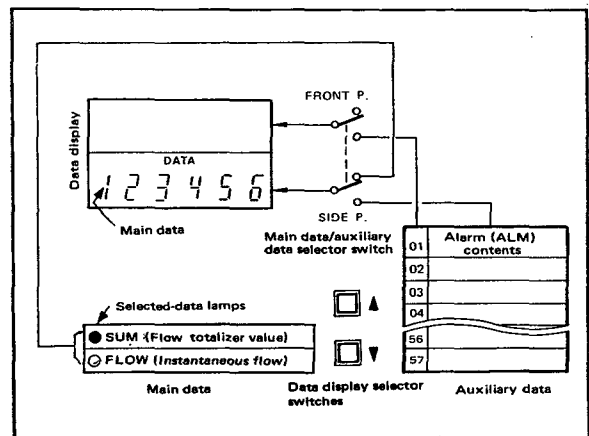 FRONT P.
Data display
DATA
1 2 3 4 5 6
Main data
SIDE P.
Main data/auxiliary
data selector switch
01 Alarm (ALM)
contents
02
03
04
56
57
Selected-data lamps
SUM (Flow totalizer value)
FLOW (Instantaneous flow)
▲
▼
Main data
Data display selector
switches
Auxiliary data